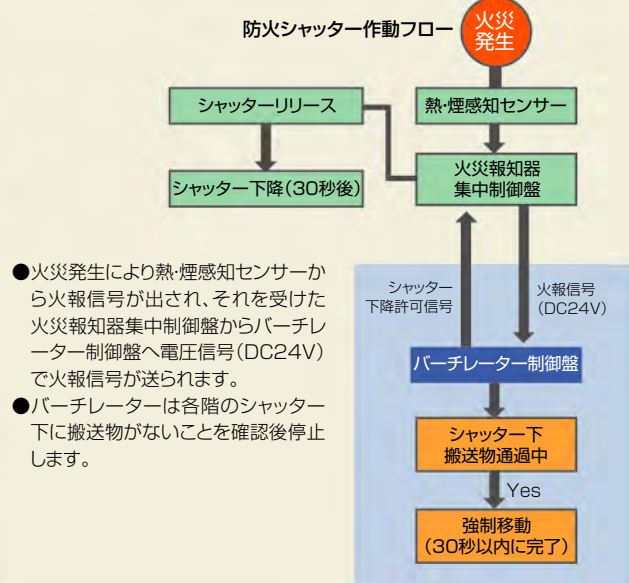 防火シャッター作動フロー
火災
発生
シャッターリリース
熱・煙感知センサー
シャッター下降（30秒後）
火災報知器
集中制御盤
●火災発生により熱・煙感知センサーか
ら火報信号が出され、それを受けた
火災報知器集中制御盤からバーチレ
ーター制御盤へ電圧信号（DC24V）
で火報信号が送られます。
●バーチレーターは各階のシャッター
下に搬送物がないことを確認後停止
します。
シャッター
下降許可信号
火報信号
（DC24V）
バーチレーター制御盤
シャッター下
搬送物通過中
Yes
強制移動
（30秒以内に完了）